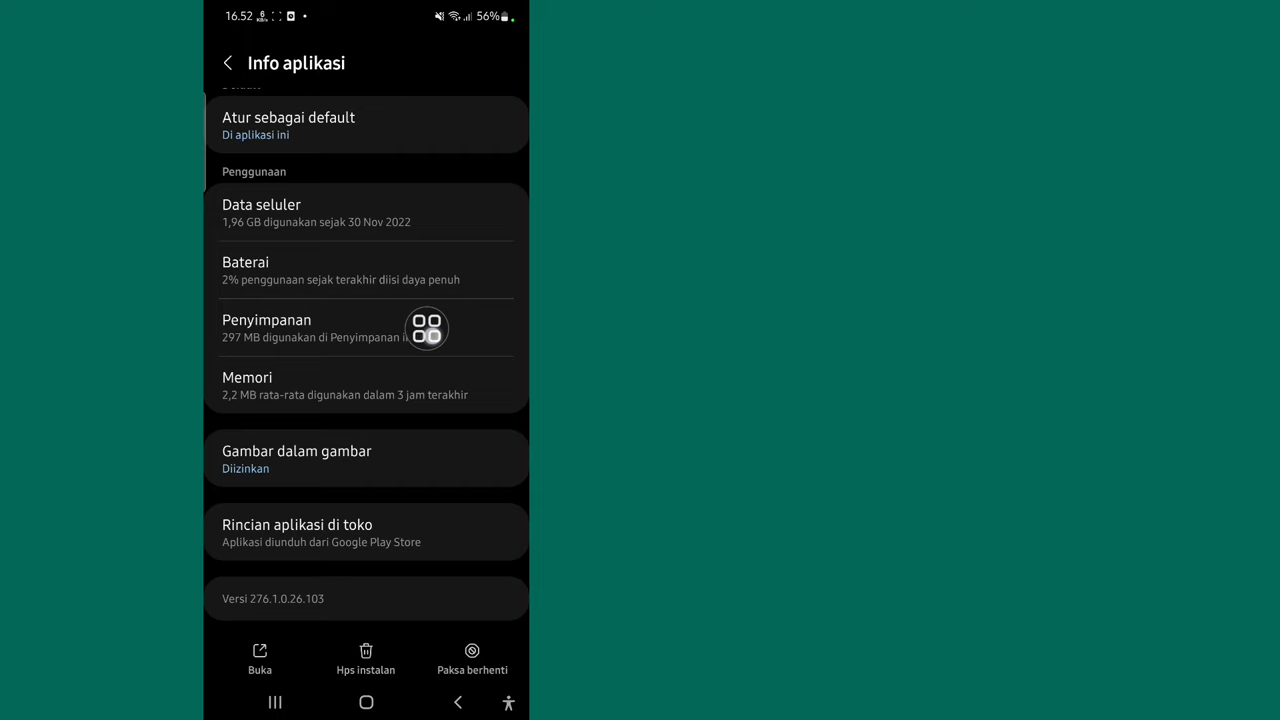 16.52 6 KB/s 56%
Info aplikasi
Atur sebagai default
Di aplikasi ini
Penggunaan
Data seluler
1,96 GB digunakan sejak 30 Nov 2022
Baterai
2% penggunaan sejak terakhir diisi daya penuh
Penyimpanan
297 MB digunakan di Penyimpanan
Memori
2,2 MB rata-rata digunakan dalam 3 jam terakhir
Gambar dalam gambar
Diizinkan
Rincian aplikasi di toko
Aplikasi diunduh dari Google Play Store
Versi 276.1.0.26.103
Buka
Hps instalan
Paksa berhenti